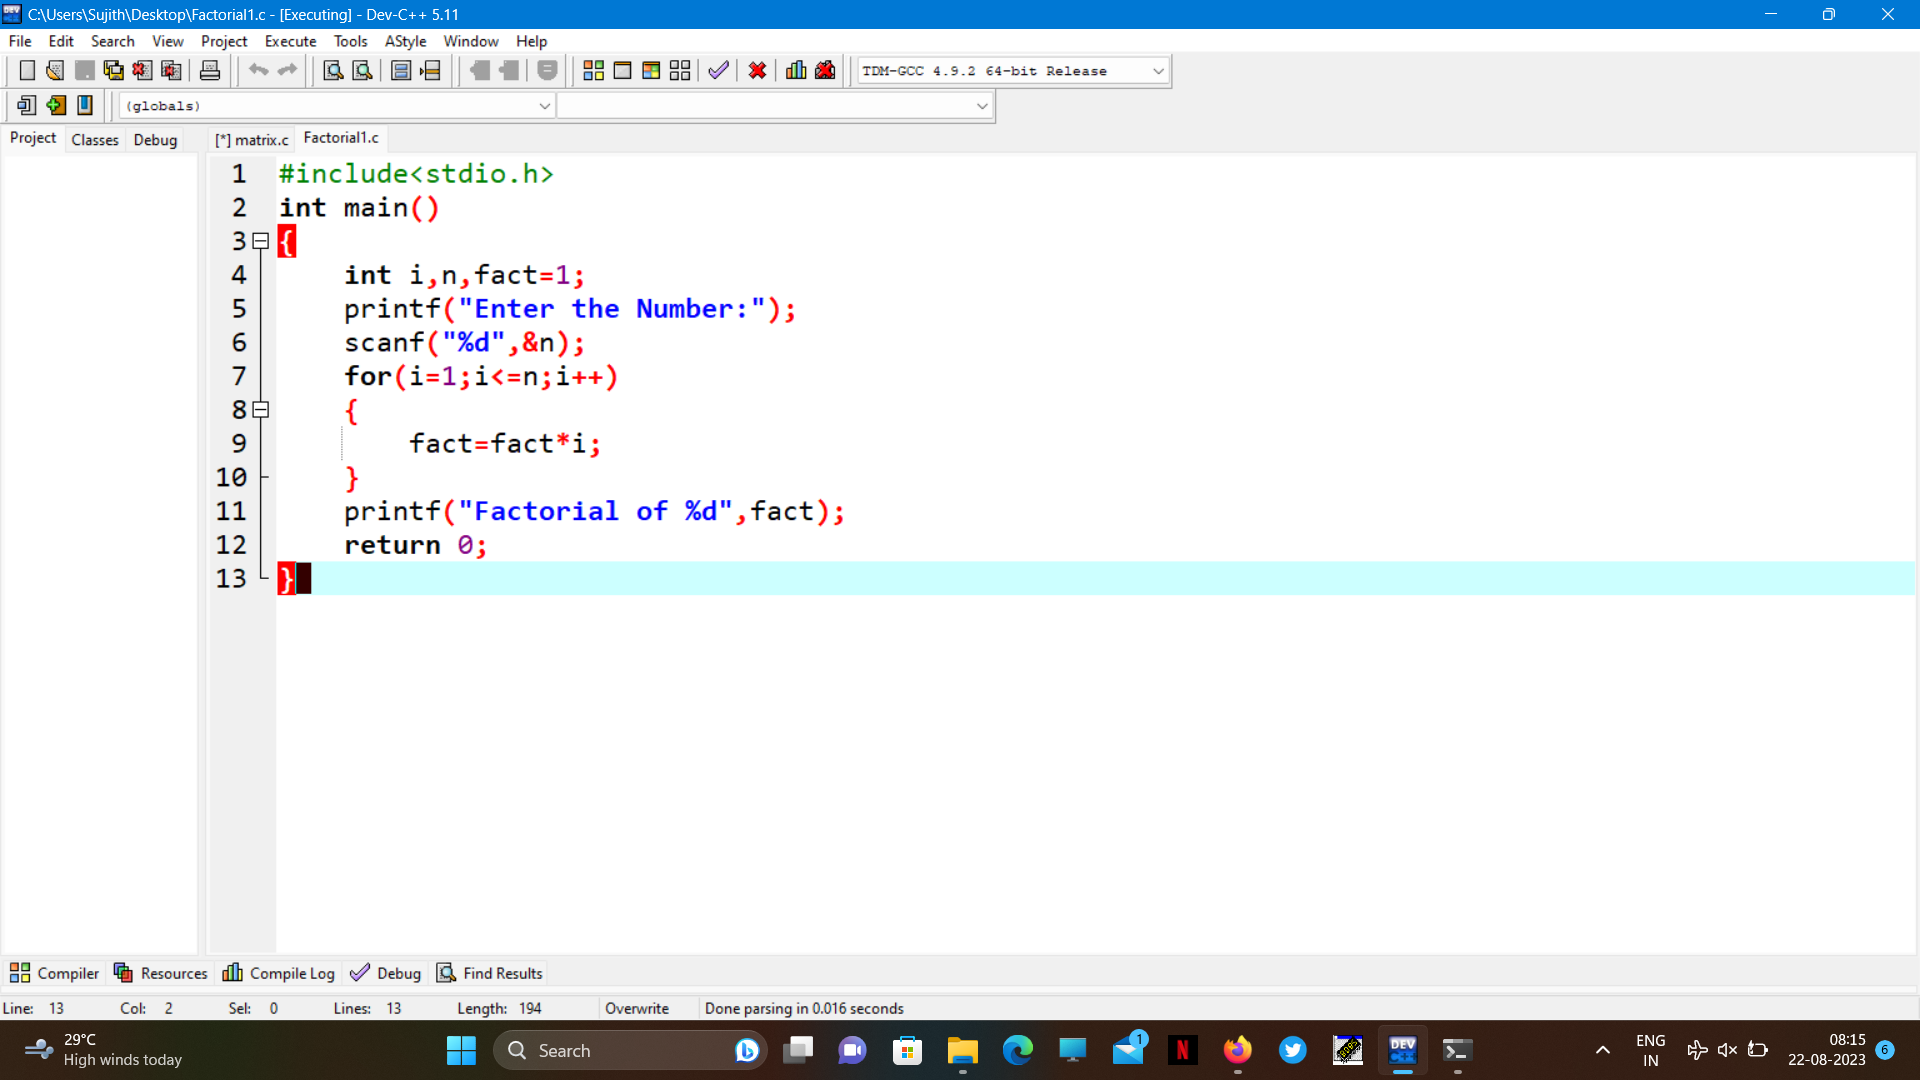 C:\Users\Sujith\Desktop\Factorial1.c - [Executing] - Dev-C++ 5.11
File Edit Search View Project Execute Tools AStyle Window Help
TDM-GCC 4.9.2 64-bit Release
(globals)
Project Classes Debug [*] matrix.c Factorial1.c
1 #include<stdio.h>
2 int main()
3 {
4 int i,n,fact=1;
5 printf("Enter the Number:");
6 scanf("%d",&n);
7 for(i=1;i<=n;i++)
8 {
9 fact=fact*i;
10 }
11 printf("Factorial of %d",fact);
12 return 0;
13 }
Compiler Resources Compile Log Debug Find Results
Line: 13 Col: 2 Sel: 0 Lines: 13 Length: 194 Overwrite Done parsing in 0.016 seconds
29°C
High winds today
Search
1
N
DEV
C++
ENG
IN
08:15
22-08-2023
6